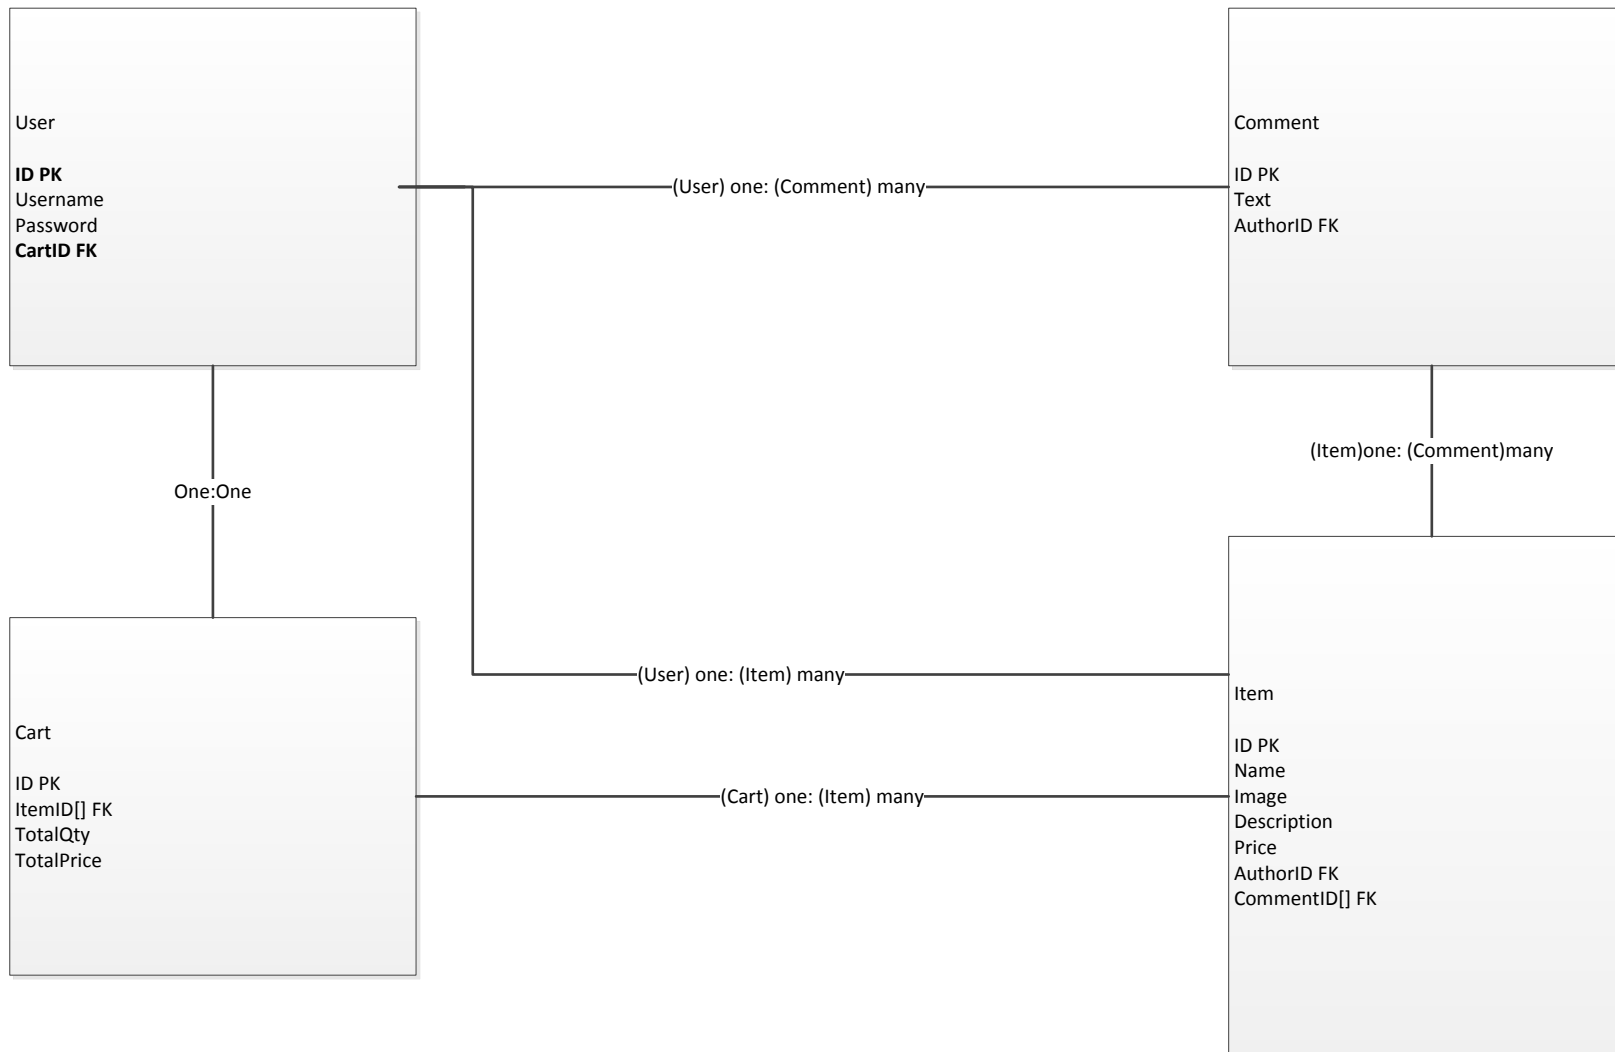 User
ID PK
Username
Password
CartID FK
(User) one: (Comment) many
Comment
ID PK
Text
AuthorID FK
One:One
(Item)one: (Comment)many
(User) one: (Item) many
Cart
ID PK
ItemID[] FK
TotalQty
TotalPrice
(Cart) one: (Item) many
Item
ID PK
Name
Image
Description
Price
AuthorID FK
CommentID[] FK